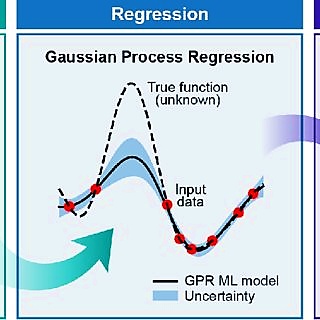 Regression
Gaussian Process Regression
True function
(unknown)
Input
data
GPR ML model
Uncertainty